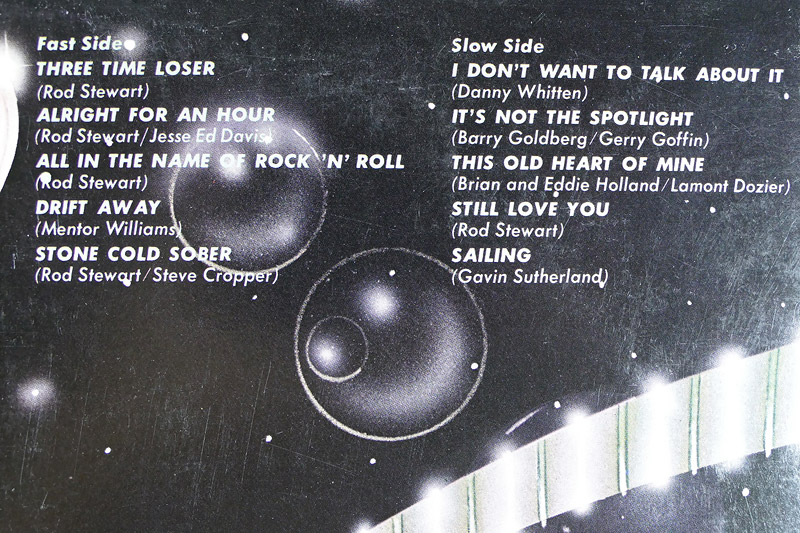 Fast Side
THREE TIME LOSER
(Rod Stewart)
ALRIGHT FOR AN HOUR
(Rod Stewart/Jesse Ed Davis)
ALL IN THE NAME OF ROCK 'N' ROLL
(Rod Stewart)
DRIFT AWAY
(Mentor Williams)
STONE COLD SOBER
(Rod Stewart/Steve Cropper)
Slow Side
I DON'T WANT TO TALK ABOUT IT
(Danny Whitten)
IT'S NOT THE SPOTLIGHT
(Barry Goldberg/Gerry Goffin)
THIS OLD HEART OF MINE
(Brian and Eddie Holland/Lamont Dozier)
STILL LOVE YOU
(Rod Stewart)
SAILING
(Gavin Sutherland)